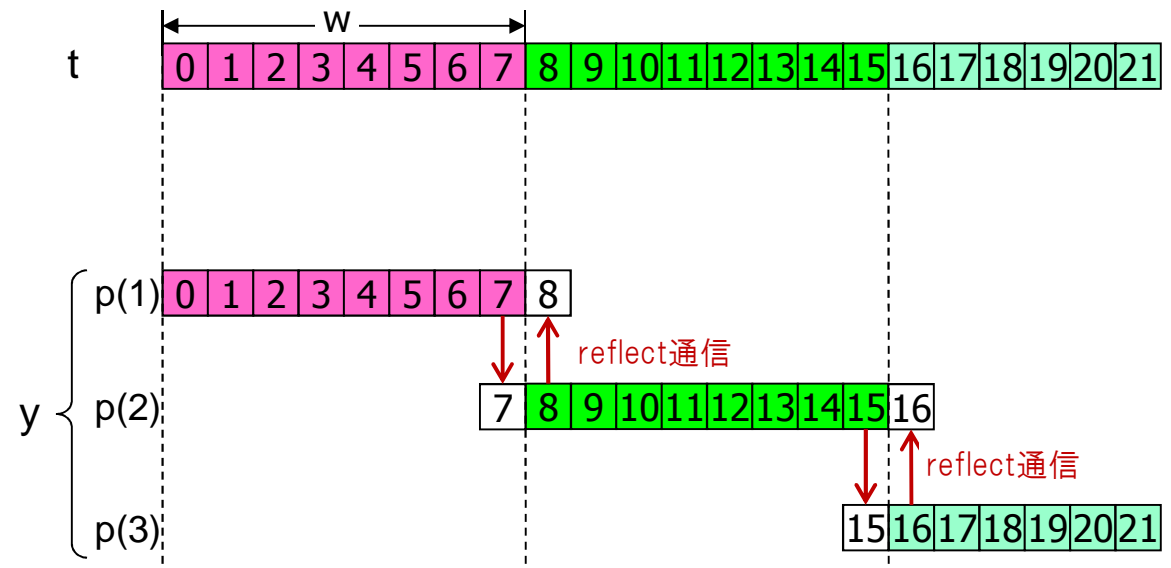 w
t 0 1 2 3 4 5 6 7 8 9 10 11 12 13 14 15 16 17 18 19 20 21
p(1) 0 1 2 3 4 5 6 7 8
reflect通信
y p(2) 7 8 9 10 11 12 13 14 15 16
reflect通信
p(3) 15 16 17 18 19 20 21